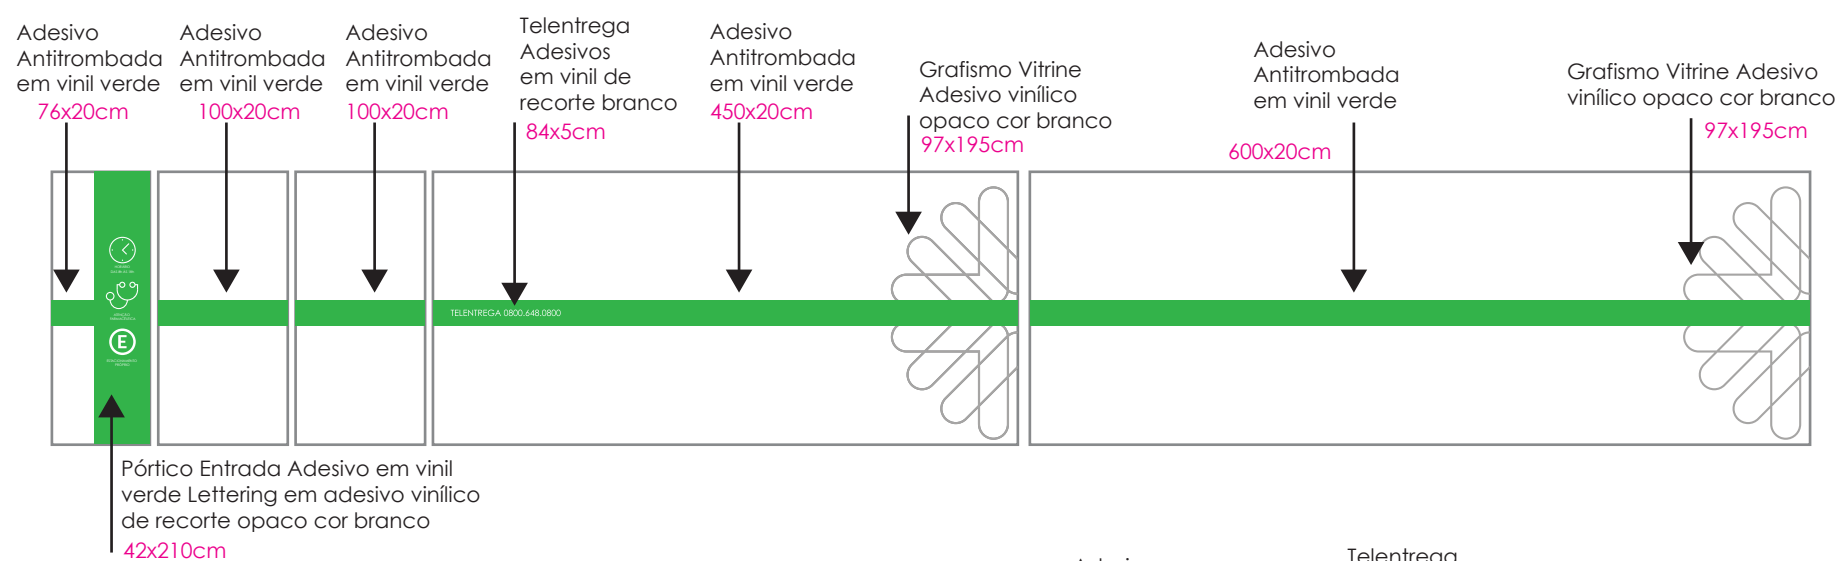 Adesivo
Antitrombada
em vinil verde
76x20cm
Adesivo
Antitrombada
em vinil verde
100x20cm
Adesivo
Antitrombada
em vinil verde
100x20cm
Telentrega
Adesivos
em vinil de
recorte branco
84x5cm
Adesivo
Antitrombada
em vinil verde
450x20cm
Grafismo Vitrine
Adesivo vinílico
opaco cor branco
97x195cm
Adesivo
Antitrombada
em vinil verde
600x20cm
Grafismo Vitrine Adesivo
vinílico opaco cor branco
97x195cm
E
TELENTREGA 0800.648.0800
Pórtico Entrada Adesivo em vinil
verde Lettering em adesivo vinílico
de recorte opaco cor branco
42x210cm
Telentrega